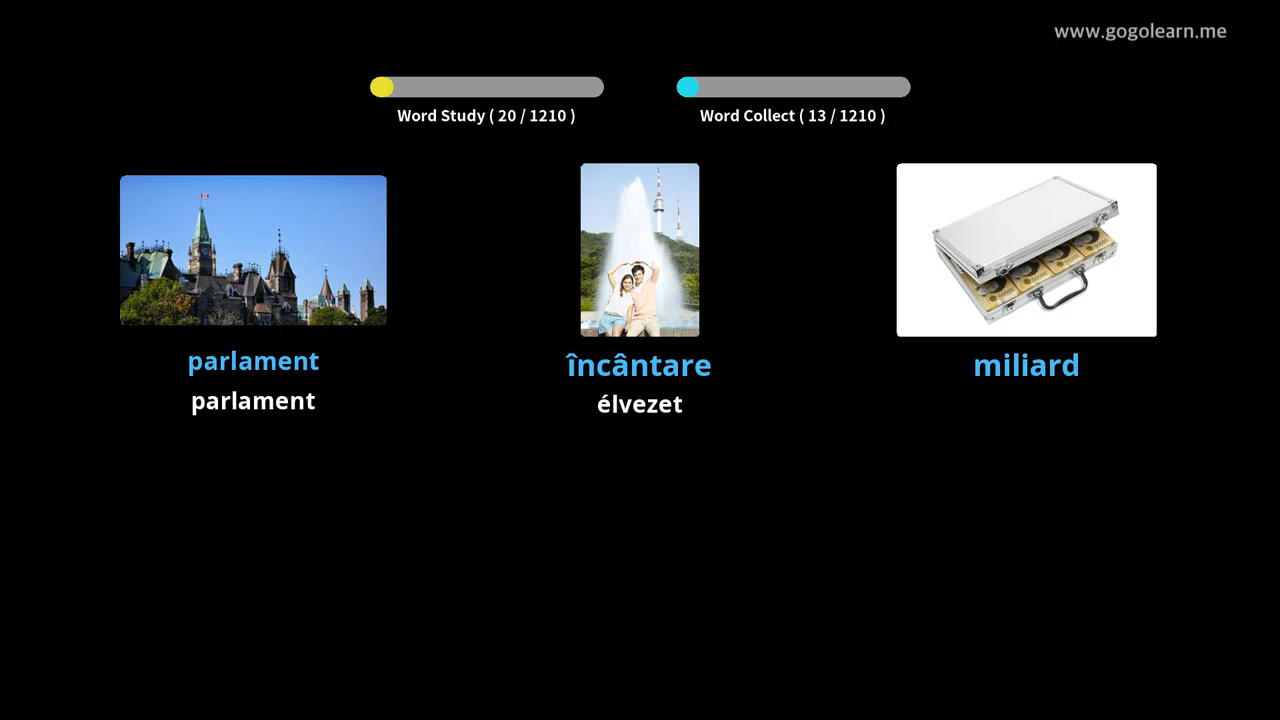 www.gogolearn.me
Word Study ( 20 / 1210 )
Word Collect ( 13 / 1210 )
parlament
parlament
încântare
élvezet
miliard